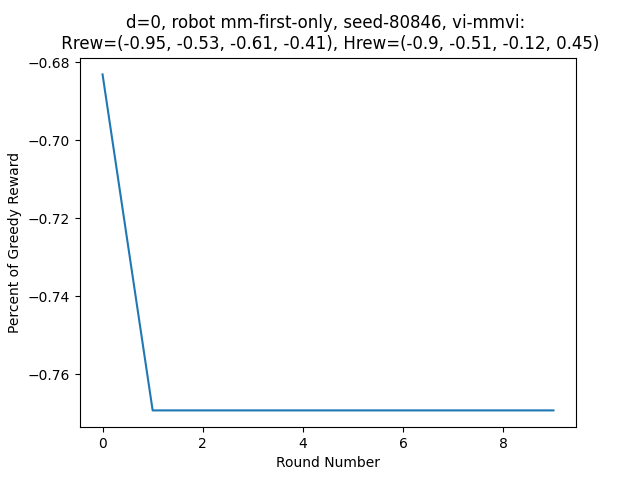 d=0, robot mm-first-only, seed-80846, vi-mmvi:
Rrew=(-0.95, -0.53, -0.61, -0.41), Hrew=(-0.9, -0.51, -0.12, 0.45)
−0.68
−0.70
−0.72
−0.74
−0.76
Percent of Greedy Reward
0 2 4 6 8
Round Number